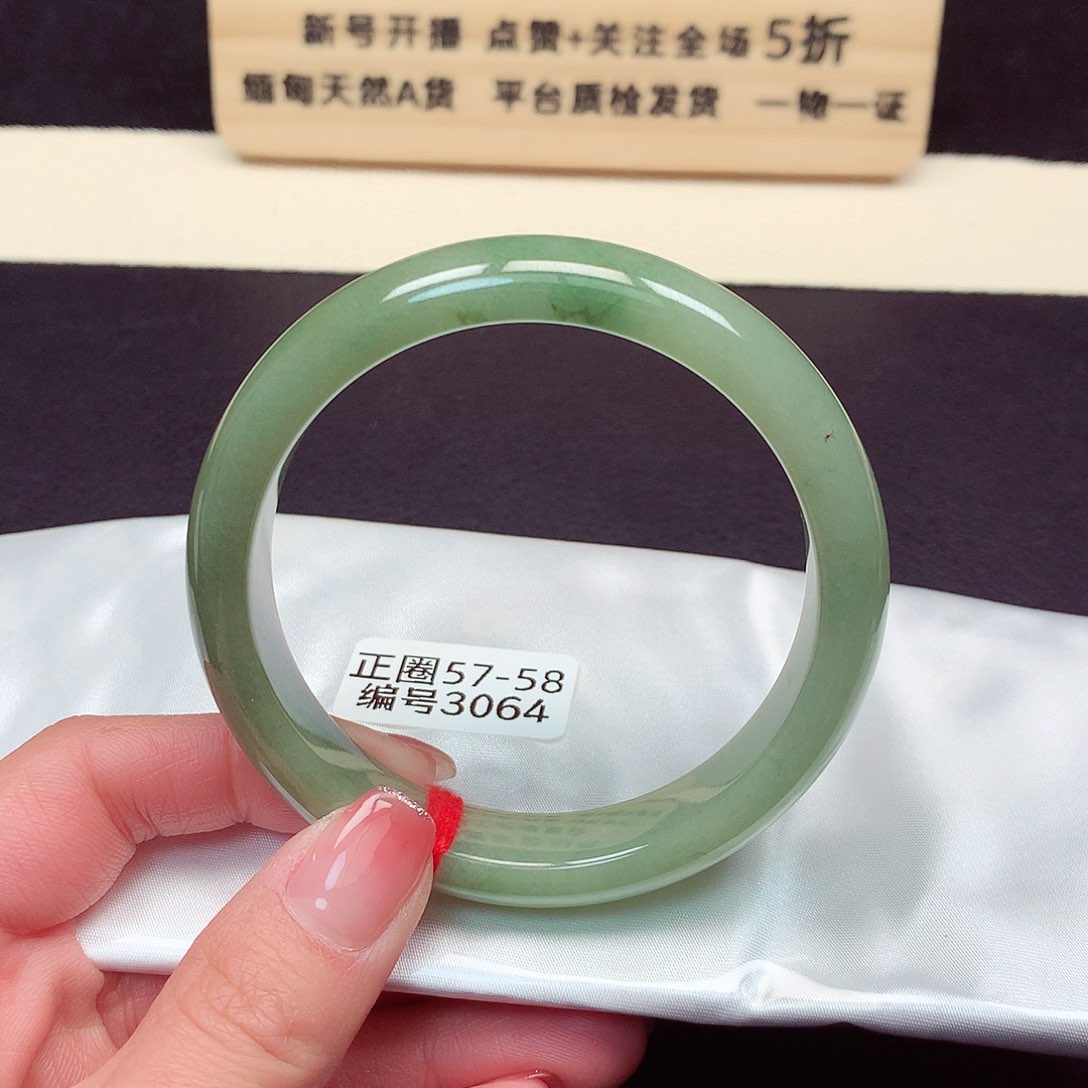 新号开播 点赞+关注全场5折
缅甸天然A货 平台质检发货 一物一证
正圈57-58
编号3064